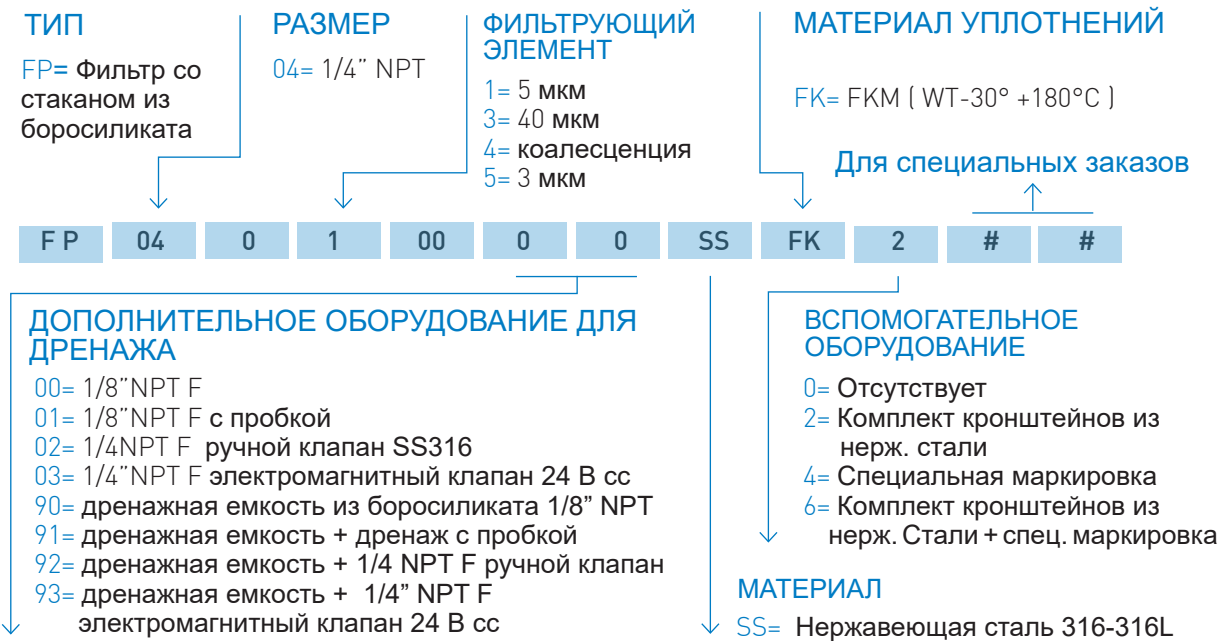 ТИП
FP= Фильтр со
стаканом из
боросиликата
РАЗМЕР
04= 1/4” NPT
ФИЛЬТРУЮЩИЙ
ЭЛЕМЕНТ
1= 5 мкм
3= 40 мкм
4= коалесценция
5= 3 мкм
МАТЕРИАЛ УПЛОТНЕНИЙ
FK= FKM ( WT-30° +180°C )
Для специальных заказов
F P 04 0 1 00 0 0 SS FK 2 # #
ДОПОЛНИТЕЛЬНОЕ ОБОРУДОВАНИЕ ДЛЯ
ДРЕНАЖА
00= 1/8”NPT F
01= 1/8”NPT F с пробкой
02= 1/4NPT F ручной клапан SS316
03= 1/4”NPT F электромагнитный клапан 24 В сс
90= дренажная емкость из боросиликата 1/8” NPT
91= дренажная емкость + дренаж с пробкой
92= дренажная емкость + 1/4 NPT F ручной клапан
93= дренажная емкость + 1/4” NPT F
электромагнитный клапан 24 В сс
ВСПОМОГАТЕЛЬНОЕ
ОБОРУДОВАНИЕ
0= Отсутствует
2= Комплект кронштейнов из
нерж. стали
4= Специальная маркировка
6= Комплект кронштейнов из
нерж. Стали + спец. маркировка
МАТЕРИАЛ
SS= Нержавеющая сталь 316-316L